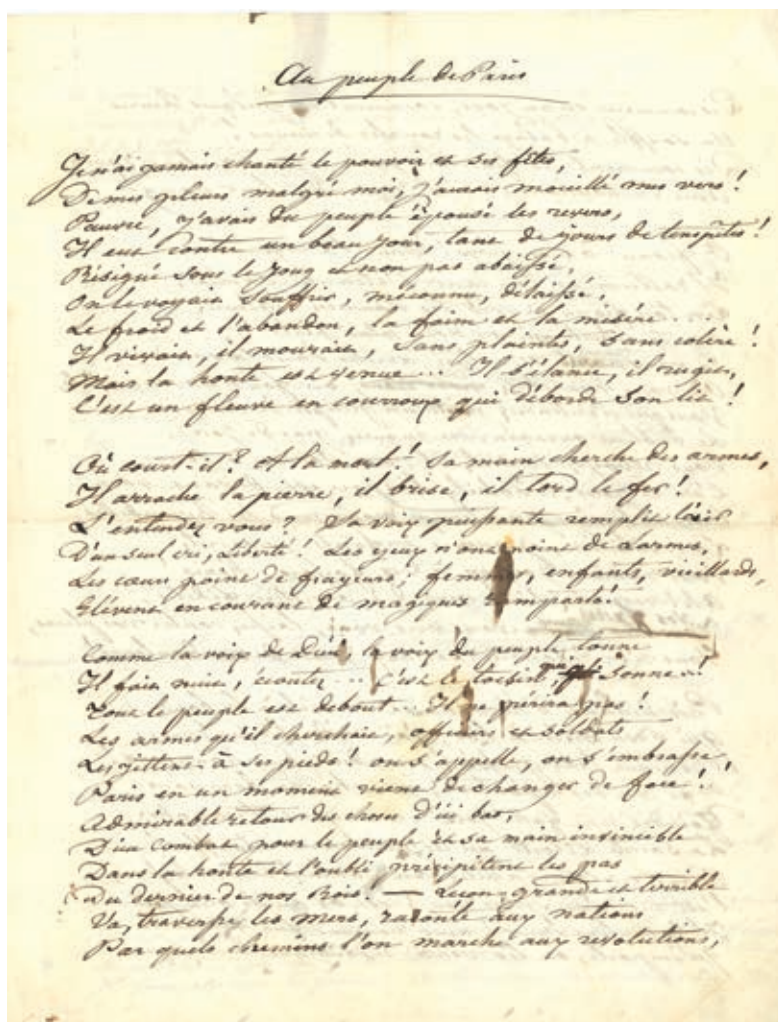 Au peuple de Paris
Je n'ai jamais chanté le pouvoir et ses fêtes,
De mes pleurs malgré moi, j'aurais mouillé mes vers!
Pauvre, j'avais du peuple épousé les revers,
Il eut contre un beau jour, tant de jours de tempêtes!
Résigné sous le joug et non pas abaissé,
On le voyait souffrir, méconnu, délaissé,
Le froid et l'abandon, la faim et la misère...
Il vivait, il mourait, sans plaintes, sans colère!
Mais la honte est venue... Il s'élance, il rugit,
C'est un fleuve en courroux qui déborde son lit!
Où court-il? A la mort! Sa main cherche des armes,
Il arrache la pierre, il brise, il tord le fer!
L'entendez vous? Sa voix puissante remplit l'air
D'un seul cri, Liberté! Les yeux n'ont point de larmes,
Les cœurs point de frayeurs; femmes, enfants, vieillards,
Elèvent en courant de magiques remparts!
Comme la voix de Dieu, la voix du peuple tonne
Il fait nuit, écoutez... C'est le tocsin qui sonne!
Tout le peuple est debout... Il ne périra pas!
Les armes qu'il cherchait, officiers et soldats
Les jettent à ses pieds! on s'appelle, on s'embrasse,
Paris en un moment vient de changer de face!
Admirable retour des choses d'ici bas,
Dieu combat pour le peuple et sa main invincible
Dans la honte et l'oubli précipitent les pas
Du dernier de nos Rois! — Leçon grande et terrible
Va, traverse les mers, raconte aux nations
Par quels chemins l'on marche aux revolutions,